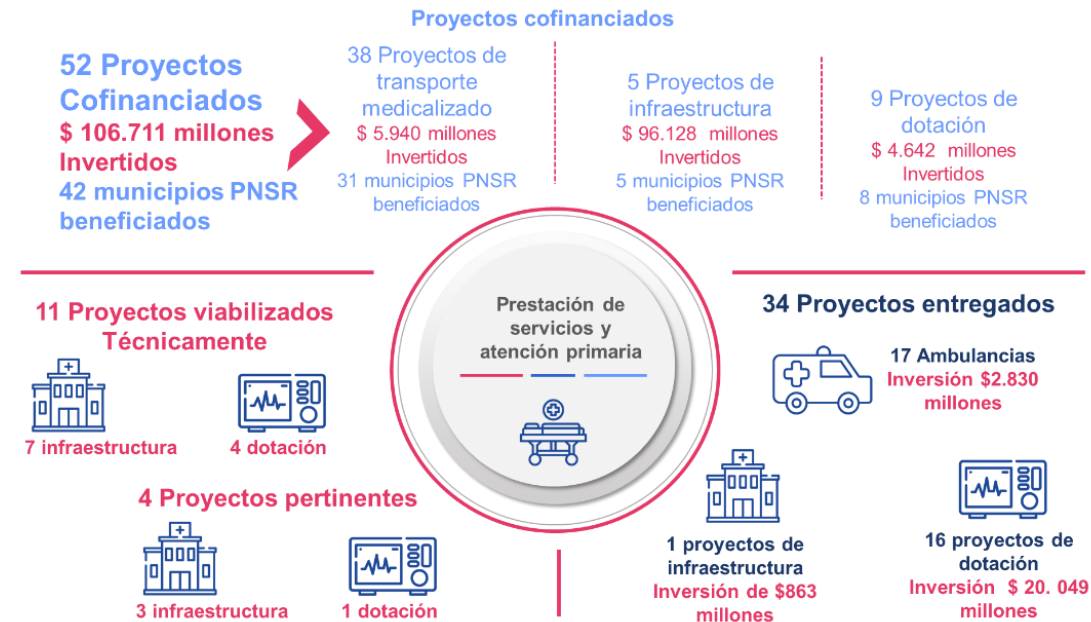 Proyectos cofinanciados
52 Proyectos
Cofinanciados
$ 106.711 millones
Invertidos
42 municipios PNSR
beneficiados
38 Proyectos de
transporte
medicalizado
$ 5.940 millones
Invertidos
31 municipios PNSR
beneficiados
5 Proyectos de
infraestructura
$ 96.128 millones
Invertidos
5 municipios PNSR
beneficiados
9 Proyectos de
dotación
$ 4.642 millones
Invertidos
8 municipios PNSR
beneficiados
Prestación de
servicios y
atención primaria
11 Proyectos viabilizados
Técnicamente
7 infraestructura
4 dotación
4 Proyectos pertinentes
3 infraestructura
1 dotación
34 Proyectos entregados
17 Ambulancias
Inversión $2.830
millones
1 proyectos de
infraestructura
Inversión de $863
millones
16 proyectos de
dotación
Inversión $ 20. 049
millones